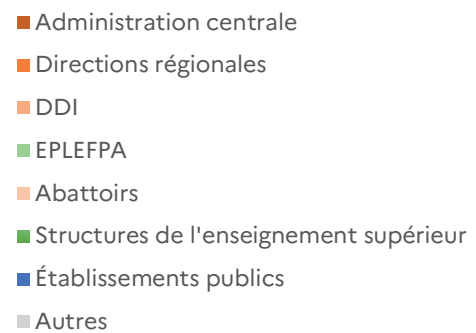 Administration centrale
Directions régionales
DDI
EPLEFPA
Abattoirs
Structures de l'enseignement supérieur
Établissements publics
Autres